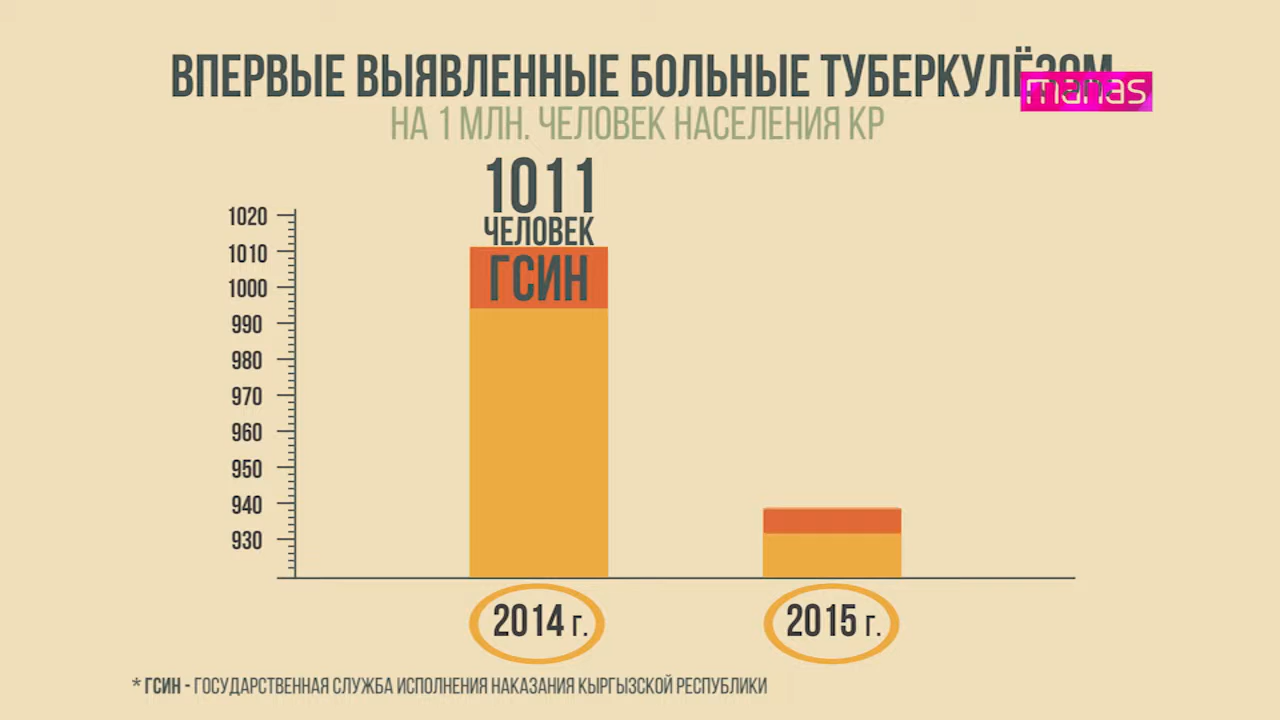 ВПЕРВЫЕ ВЫЯВЛЕННЫЕ БОЛЬНЫЕ ТУБЕРКУЛЁЗОМ
manas
НА 1 МЛН. ЧЕЛОВЕК НАСЕЛЕНИЯ КР
1011
ЧЕЛОВЕК
ГСИН
1020
1010
1000
990
980
970
960
950
940
930
2014 г.
2015 г.
* ГСИН - ГОСУДАРСТВЕННАЯ СЛУЖБА ИСПОЛНЕНИЯ НАКАЗАНИЯ КЫРГЫЗСКОЙ РЕСПУБЛИКИ